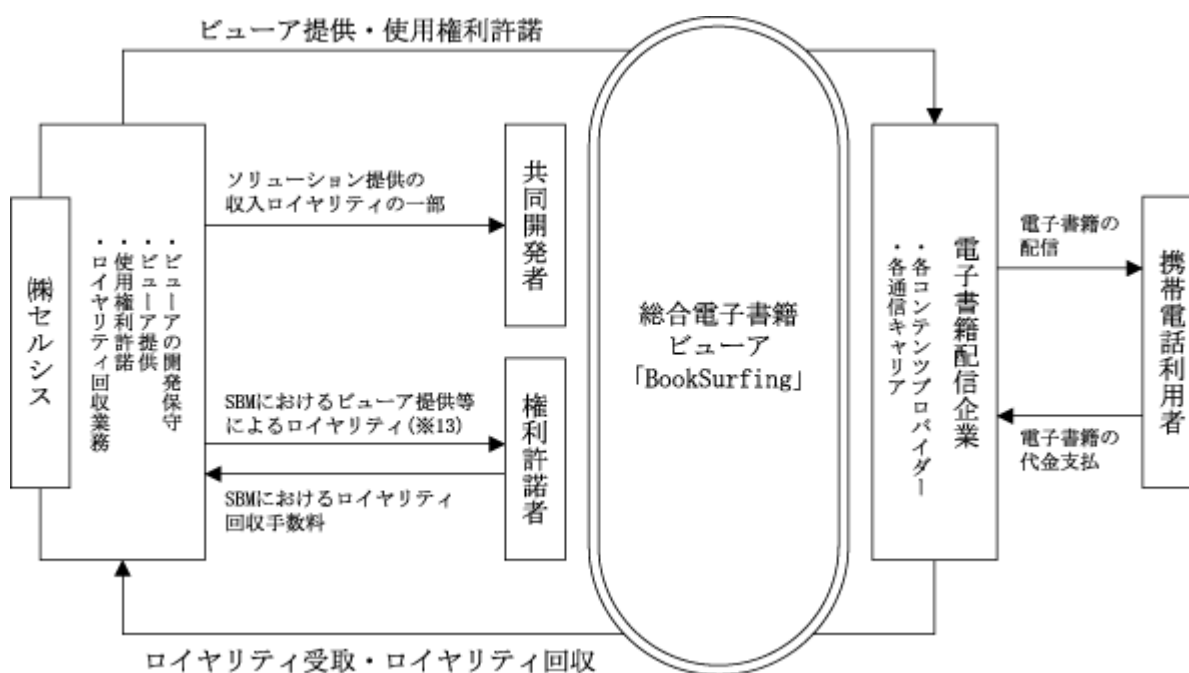 ビューア提供・使用権利許諾
㈱セルシス
・ビューアの開発保守
・ビューア提供
・使用権利許諾
・ロイヤリティ回収業務
ソリューション提供の
収入ロイヤリティの一部
共同開発者
SBMにおけるビューア提供等
によるロイヤリティ(※13)
SBMにおけるロイヤリティ
回収手数料
権利許諾者
総合電子書籍
ビューア
「BookSurfing」
電子書籍配信企業
・各コンテンツプロバイダー
・各通信キャリア
電子書籍の
配信
電子書籍の
代金支払
携帯電話利用者
ロイヤリティ受取・ロイヤリティ回収